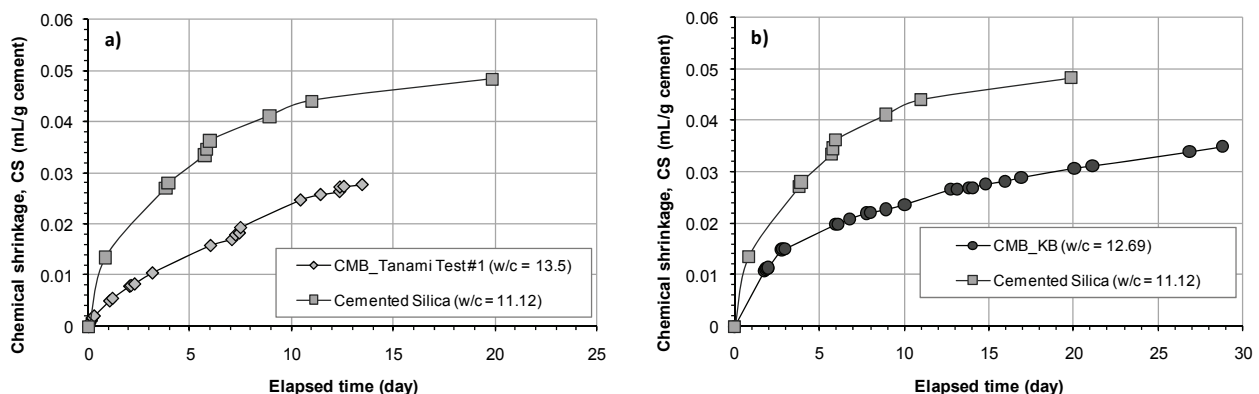 a)
Chemical shrinkage, CS (mL/g cement)
0.06
0.05
0.04
0.03
0.02
0.01
0
CMB_Tanami Test#1 (w/c = 13.5)
Cemented Silica (w/c = 11.12)
0 5 10 15 20 25
Elapsed time (day)
b)
Chemical shrinkage, CS (mL/g cement)
0.06
0.05
0.04
0.03
0.02
0.01
0
CMB_KB (w/c = 12.69)
Cemented Silica (w/c = 11.12)
0 5 10 15 20 25 30
Elapsed time (day)